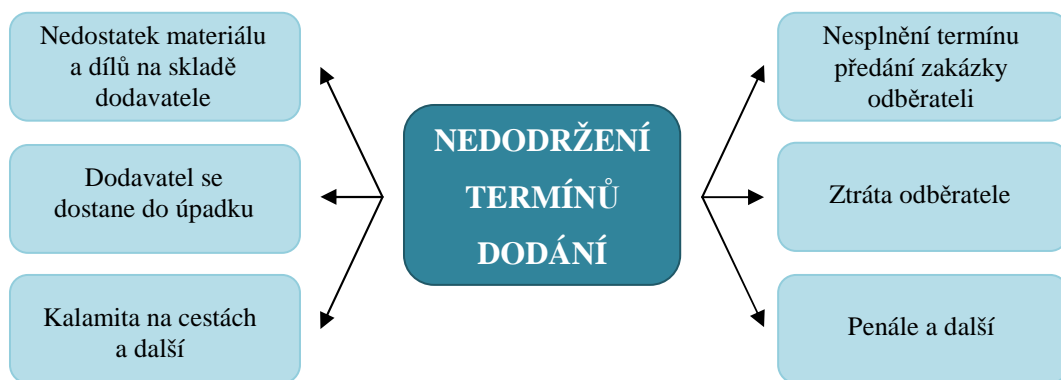 Nedostatek materiálu
a dílů na skladě
dodavatele
Dodavatel se
dostane do úpadku
Kalamita na cestách
a další
NEDODRŽENÍ
TERMÍNŮ
DODÁNÍ
Nesplnění termínu
předání zakázky
odběrateli
Ztráta odběratele
Penále a další